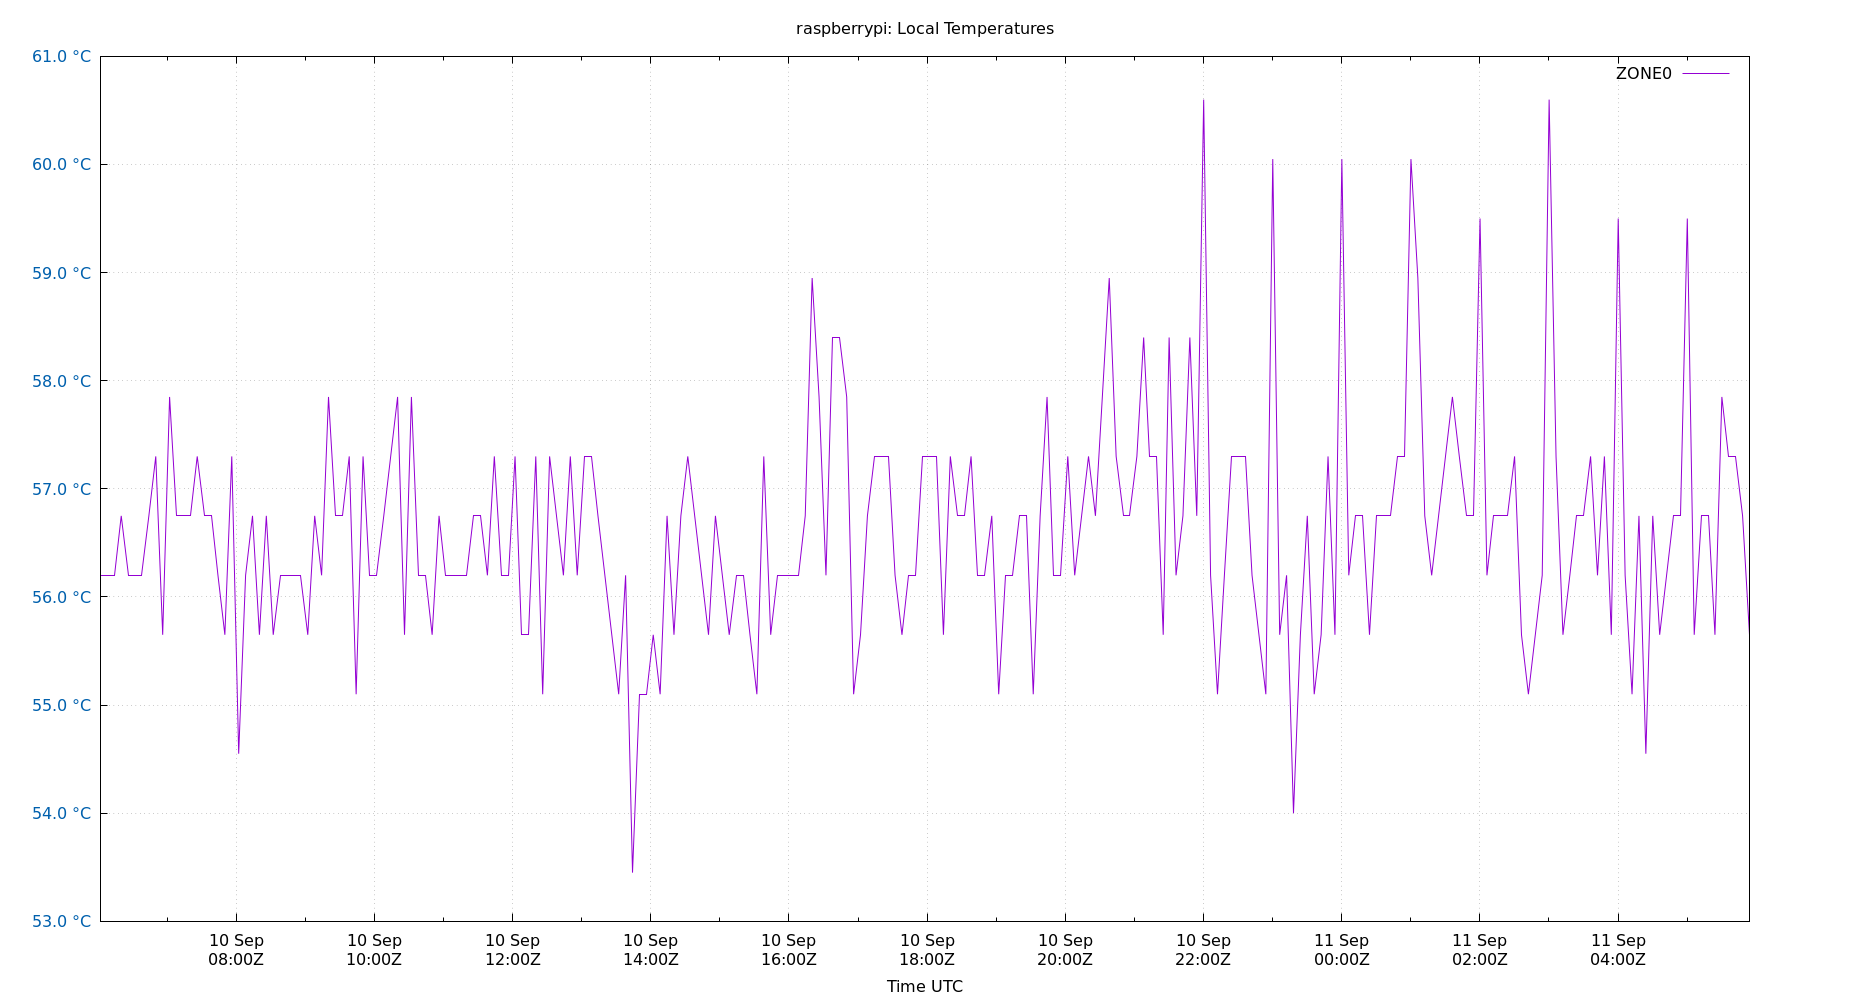 raspberrypi: Local Temperatures
61.0 °C
ZONE0
60.0 °C
59.0 °C
58.0 °C
57.0 °C
56.0 °C
55.0 °C
54.0 °C
53.0 °C
10 Sep 10 Sep 10 Sep 10 Sep 10 Sep 10 Sep 10 Sep 10 Sep 11 Sep 11 Sep 11 Sep
08:00Z 10:00Z 12:00Z 14:00Z 16:00Z 18:00Z 20:00Z 22:00Z 00:00Z 02:00Z 04:00Z
Time UTC